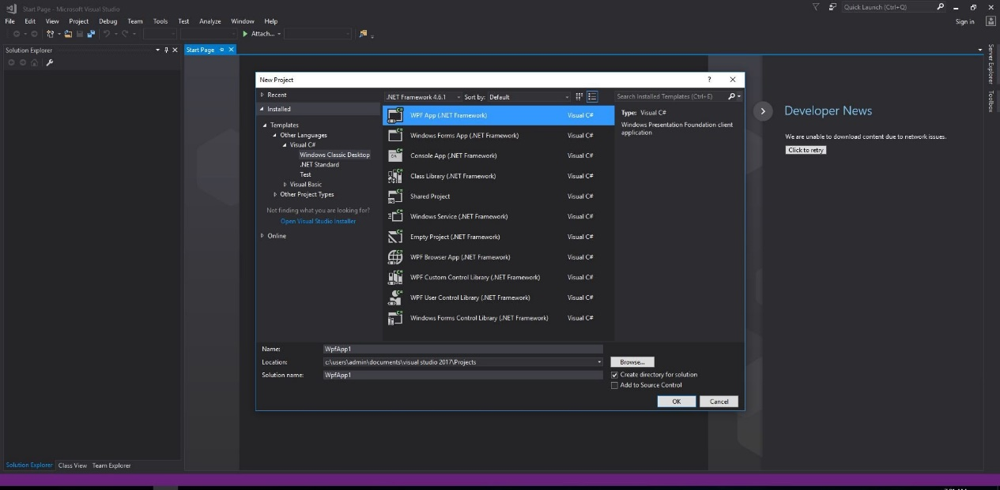 Start Page - Microsoft Visual Studio
Quick Launch (Ctrl+Q)
File Edit View Project Debug Team Tools Test Analyze Window Help
Sign in
Attach...
Solution Explorer
Start Page
Server Explorer
Toolbox
New Project
?
Recent
.NET Framework 4.6.1
Sort by: Default
Search Installed Templates (Ctrl+E)
Installed
Templates
Other Languages
Visual C#
Windows Classic Desktop
.NET Standard
Test
Visual Basic
Other Project Types
Not finding what you are looking for?
Open Visual Studio Installer
Online
WPF App (.NET Framework) Visual C#
Windows Forms App (.NET Framework) Visual C#
Console App (.NET Framework) Visual C#
Class Library (.NET Framework) Visual C#
Shared Project Visual C#
Windows Service (.NET Framework) Visual C#
Empty Project (.NET Framework) Visual C#
WPF Browser App (.NET Framework) Visual C#
WPF Custom Control Library (.NET Framework) Visual C#
WPF User Control Library (.NET Framework) Visual C#
Windows Forms Control Library (.NET Framework) Visual C#
Type: Visual C#
Windows Presentation Foundation client
application
Name: WpfApp1
Location: c:\users\admin\documents\visual studio 2017\Projects
Browse...
Solution name: WpfApp1
Create directory for solution
Add to Source Control
OK Cancel
Developer News
We are unable to download content due to network issues.
Click to retry
Solution Explorer Class View Team Explorer